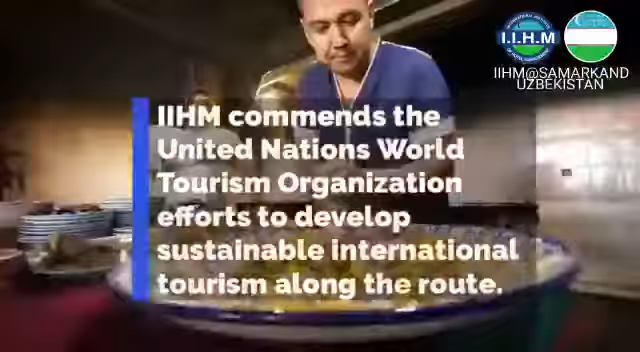 I.I.H.M
IIHM@SAMARKAND
UZBEKISTAN
IIHM commends the
United Nations World
Tourism Organization
efforts to develop
sustainable international
tourism along the route.